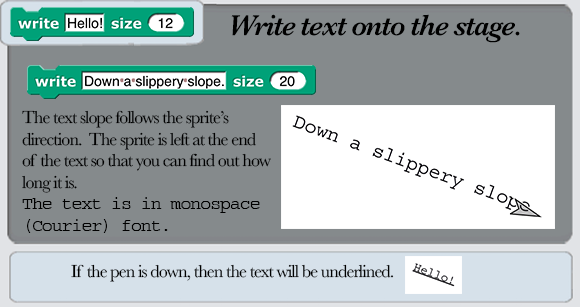 write Hello! size 12
Write text onto the stage.
write Down a slippery slope. size 20
The text slope follows the sprite's
direction. The sprite is left at the end
of the text so that you can find out how
long it is.
The text is in monospace
(Courier) font.
Down a slippery slope
If the pen is down, then the text will be underlined.
Hello!